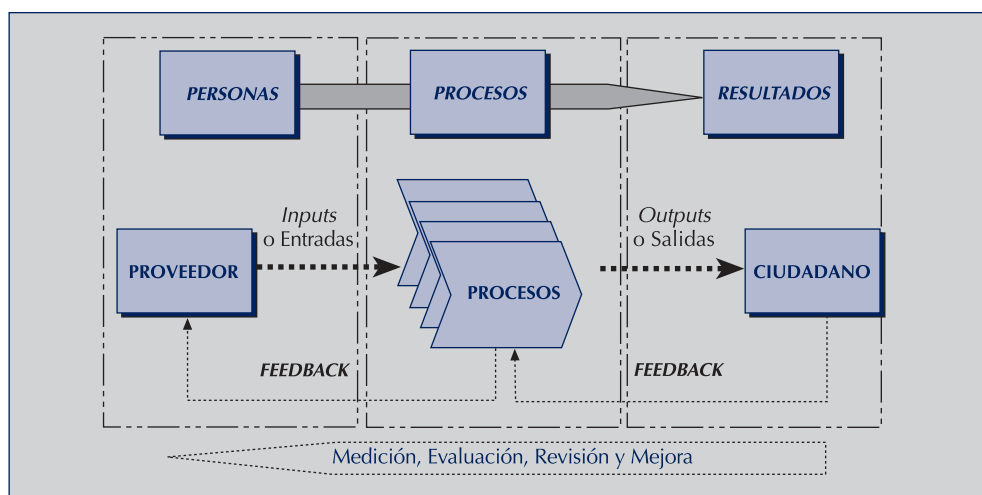 PERSONAS
PROCESOS
RESULTADOS
Inputs
o Entradas
Outputs
o Salidas
PROVEEDOR
PROCESOS
CIUDADANO
FEEDBACK
FEEDBACK
Medición, Evaluación, Revisión y Mejora